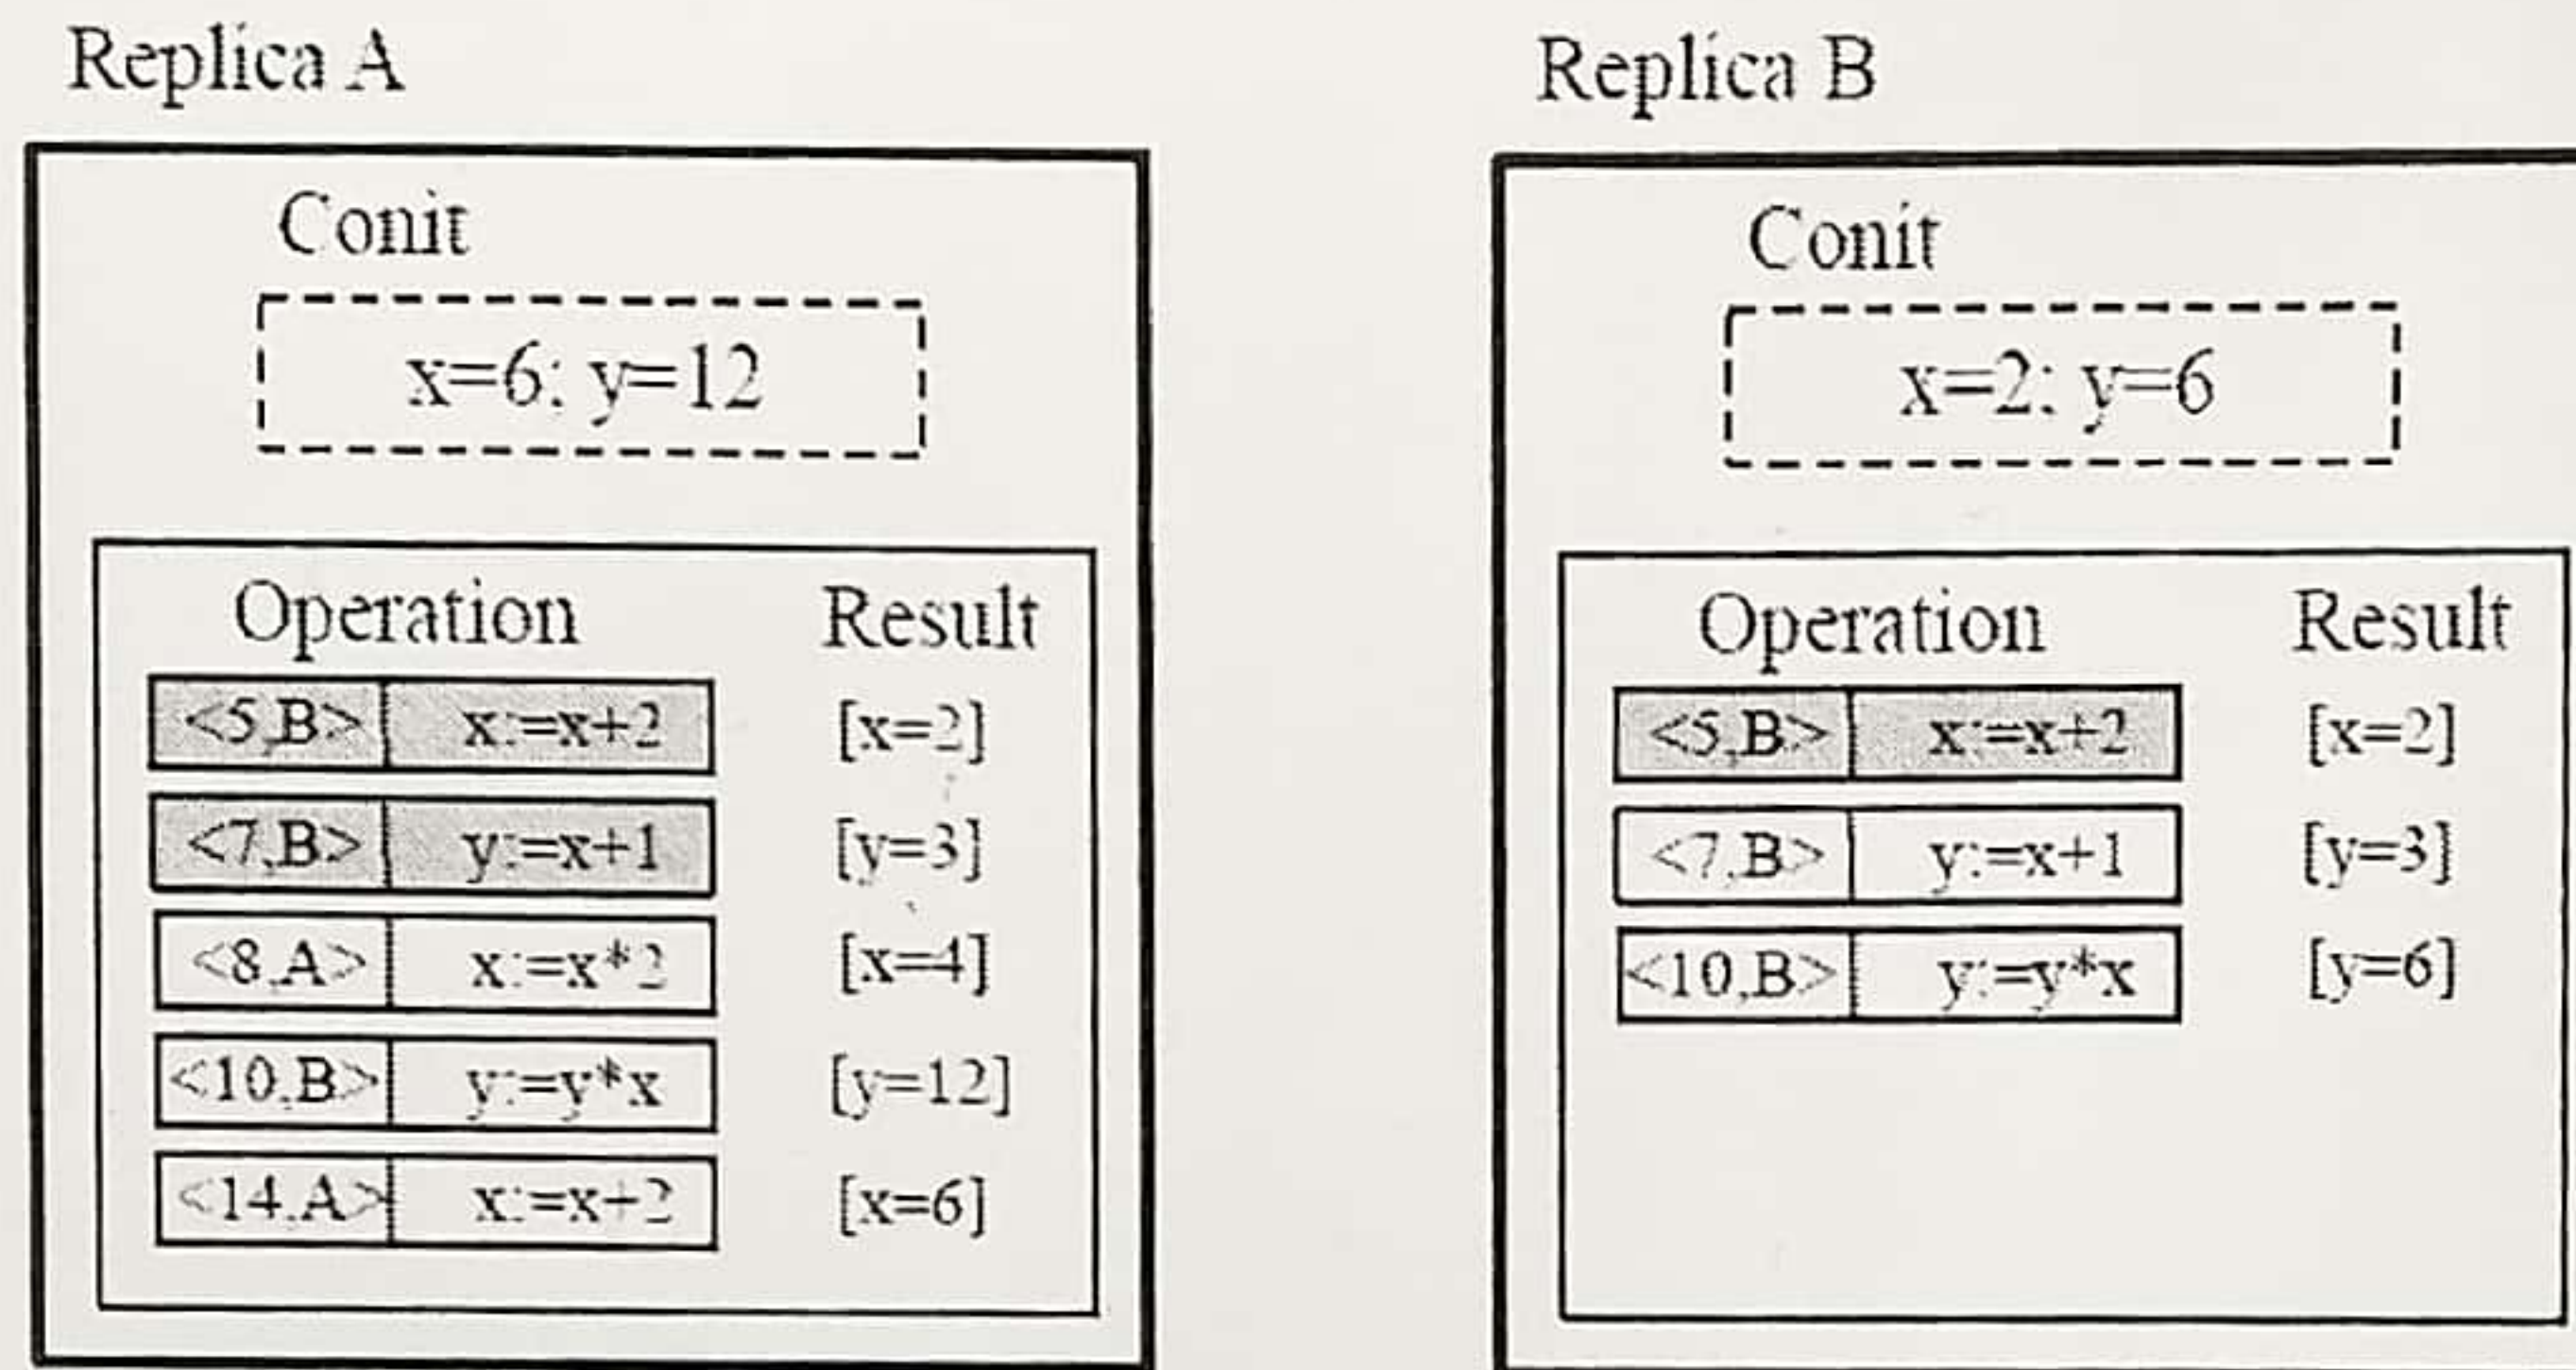 Replica A
Conit
x=6; y=12
Operation Result
<5,B> x:=x+2 [x=2]
<7,B> y:=x+1 [y=3]
<8,A> x:=x*2 [x=4]
<10,B> y:=y*x [y=12]
<14,A> x:=x+2 [x=6]
Replica B
Conit
x=2; y=6
Operation Result
<5,B> x:=x+2 [x=2]
<7,B> y:=x+1 [y=3]
<10,B> y:=y*x [y=6]